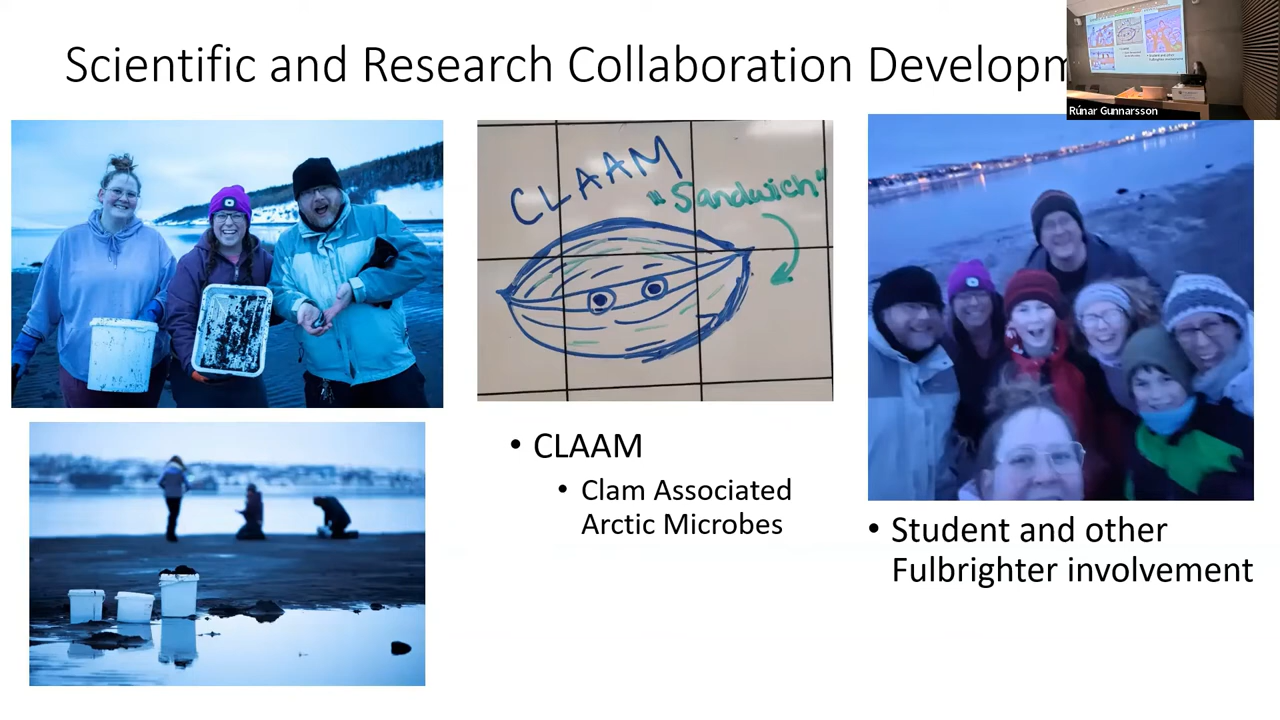 Scientific and Research Collaboration Developm
Rúnar Gunnarsson
CLAAM
"Sandwich"
• CLAAM
• Clam Associated
Arctic Microbes
• Student and other
Fulbrighter involvement